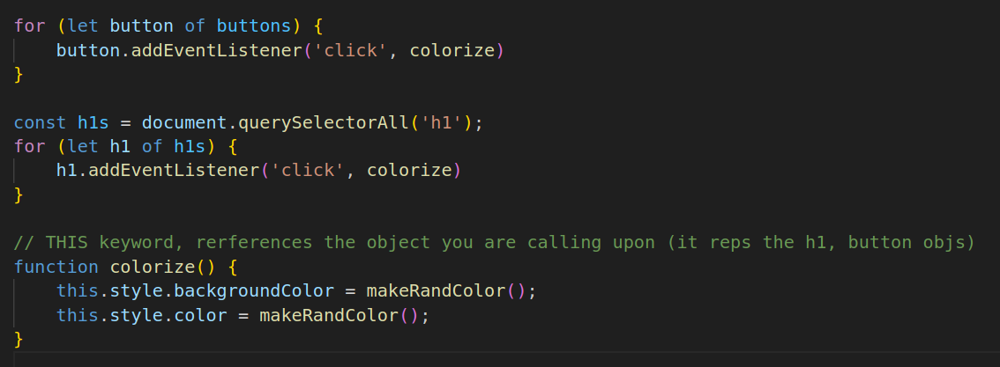 for (let button of buttons) {
    button.addEventListener('click', colorize)
}

const h1s = document.querySelectorAll('h1');
for (let h1 of h1s) {
    h1.addEventListener('click', colorize)
}

// THIS keyword, rerferences the object you are calling upon (it reps the h1, button objs)
function colorize() {
    this.style.backgroundColor = makeRandColor();
    this.style.color = makeRandColor();
}